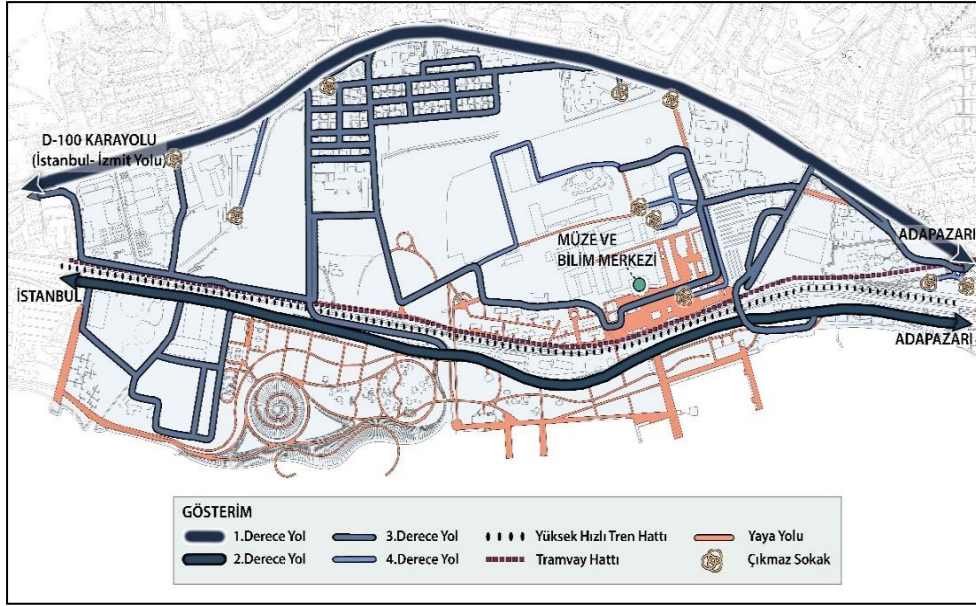 D-100 KARAYOLU
(İstanbul- İzmit Yolu)
MÜZE VE
BİLİM MERKEZİ
ADAPAZARI
İSTANBUL
ADAPAZARI
GÖSTERİM
1.Derece Yol
3.Derece Yol
Yüksek Hızlı Tren Hattı
Yaya Yolu
2.Derece Yol
4.Derece Yol
Tramvay Hattı
Çıkmaz Sokak